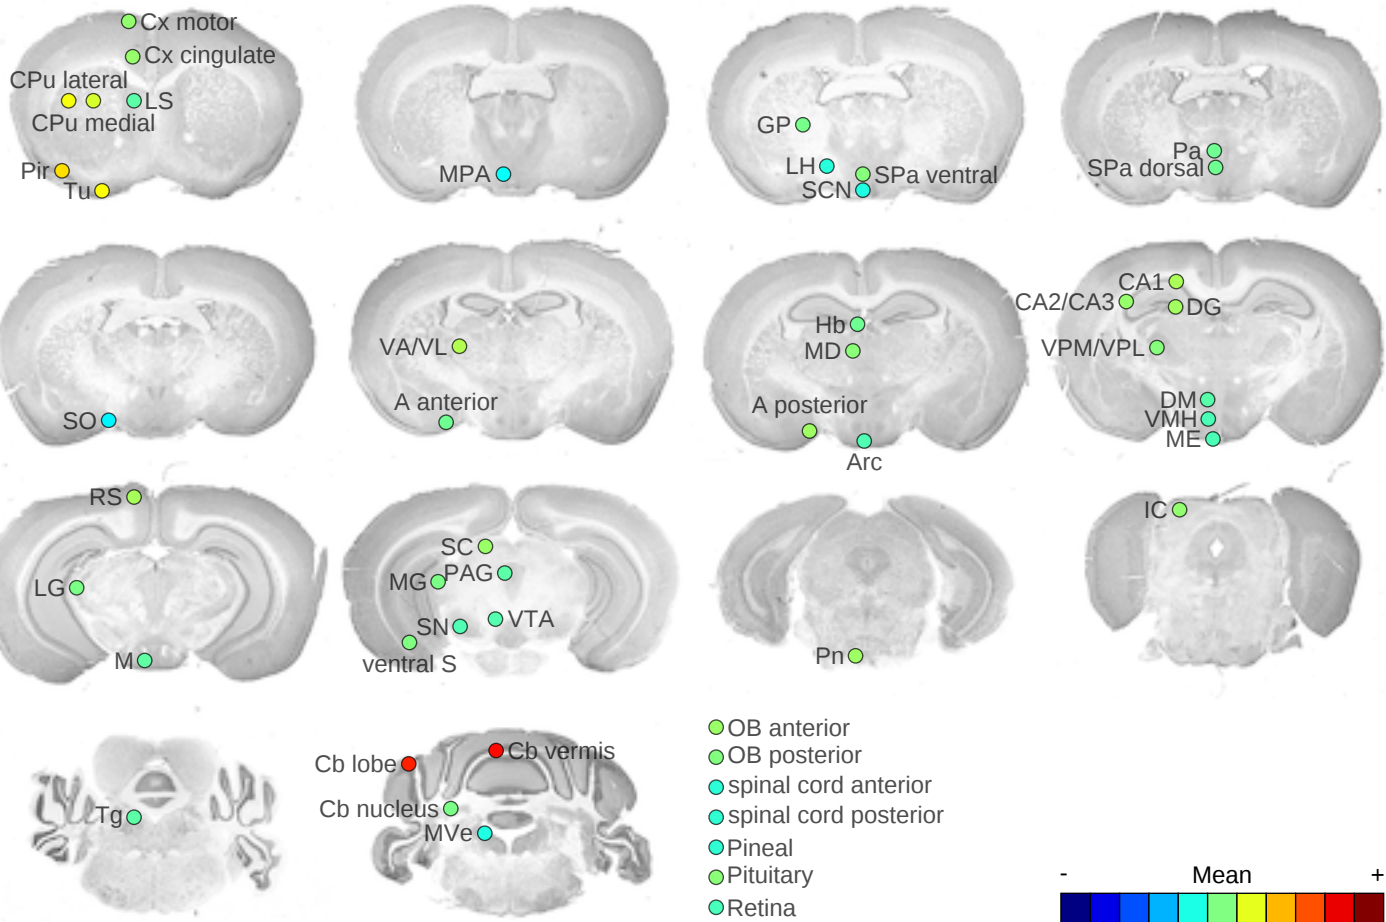 Cx motor
Cx cingulate
CPu lateral
LS
CPu medial
Pir
Tu
MPA
GP
LH
SPa ventral
SCN
Pa
SPa dorsal
SO
VA/VL
A anterior
Hb
MD
A posterior
Arc
CA1
CA2/CA3
DG
VPM/VPL
DM
VMH
ME
RS
LG
M
SC
MG
PAG
SN
VTA
ventral S
Pn
IC
Tg
Cb lobe
Cb vermis
Cb nucleus
MVe
OB anterior
OB posterior
spinal cord anterior
spinal cord posterior
Pineal
Pituitary
Retina
- Mean +